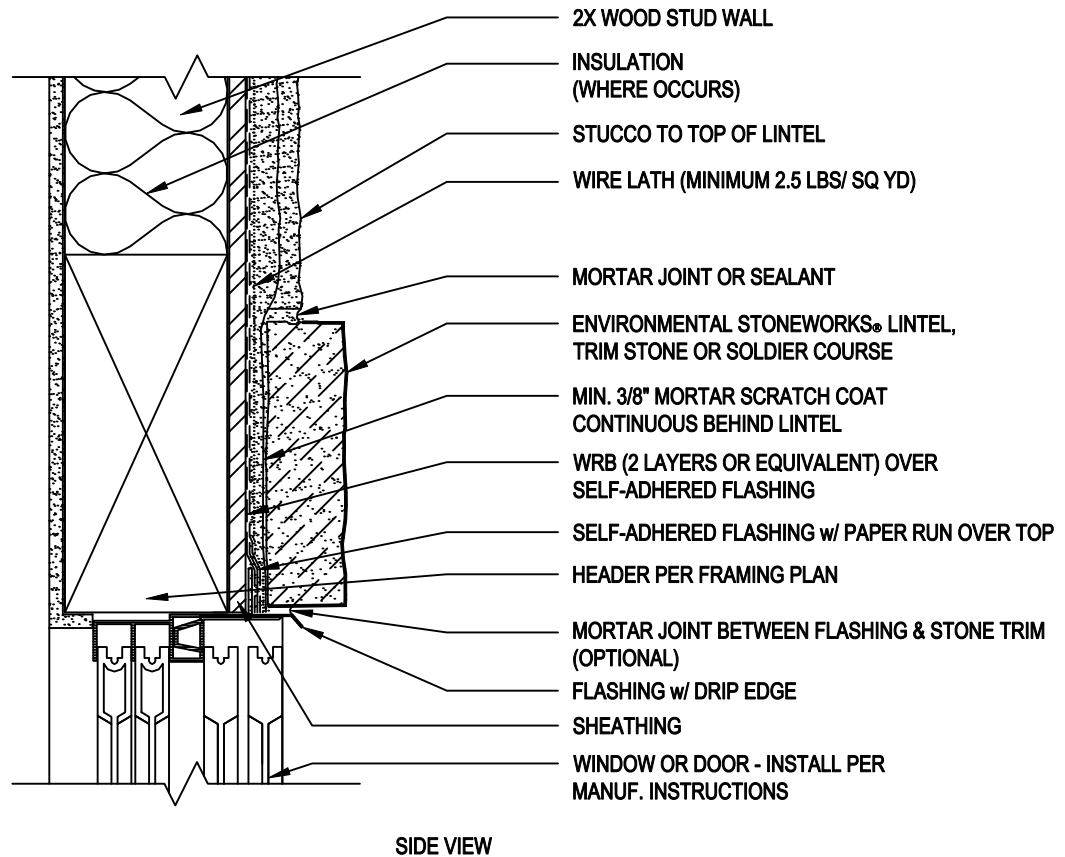 2X WOOD STUD WALL
INSULATION
(WHERE OCCURS)
STUCCO TO TOP OF LINTEL
WIRE LATH (MINIMUM 2.5 LBS/ SQ YD)
MORTAR JOINT OR SEALANT
ENVIRONMENTAL STONEWORKS® LINTEL,
TRIM STONE OR SOLDIER COURSE
MIN. 3/8" MORTAR SCRATCH COAT
CONTINUOUS BEHIND LINTEL
WRB (2 LAYERS OR EQUIVALENT) OVER
SELF-ADHERED FLASHING
SELF-ADHERED FLASHING w/ PAPER RUN OVER TOP
HEADER PER FRAMING PLAN
MORTAR JOINT BETWEEN FLASHING & STONE TRIM
(OPTIONAL)
FLASHING w/ DRIP EDGE
SHEATHING
WINDOW OR DOOR - INSTALL PER
MANUF. INSTRUCTIONS
SIDE VIEW